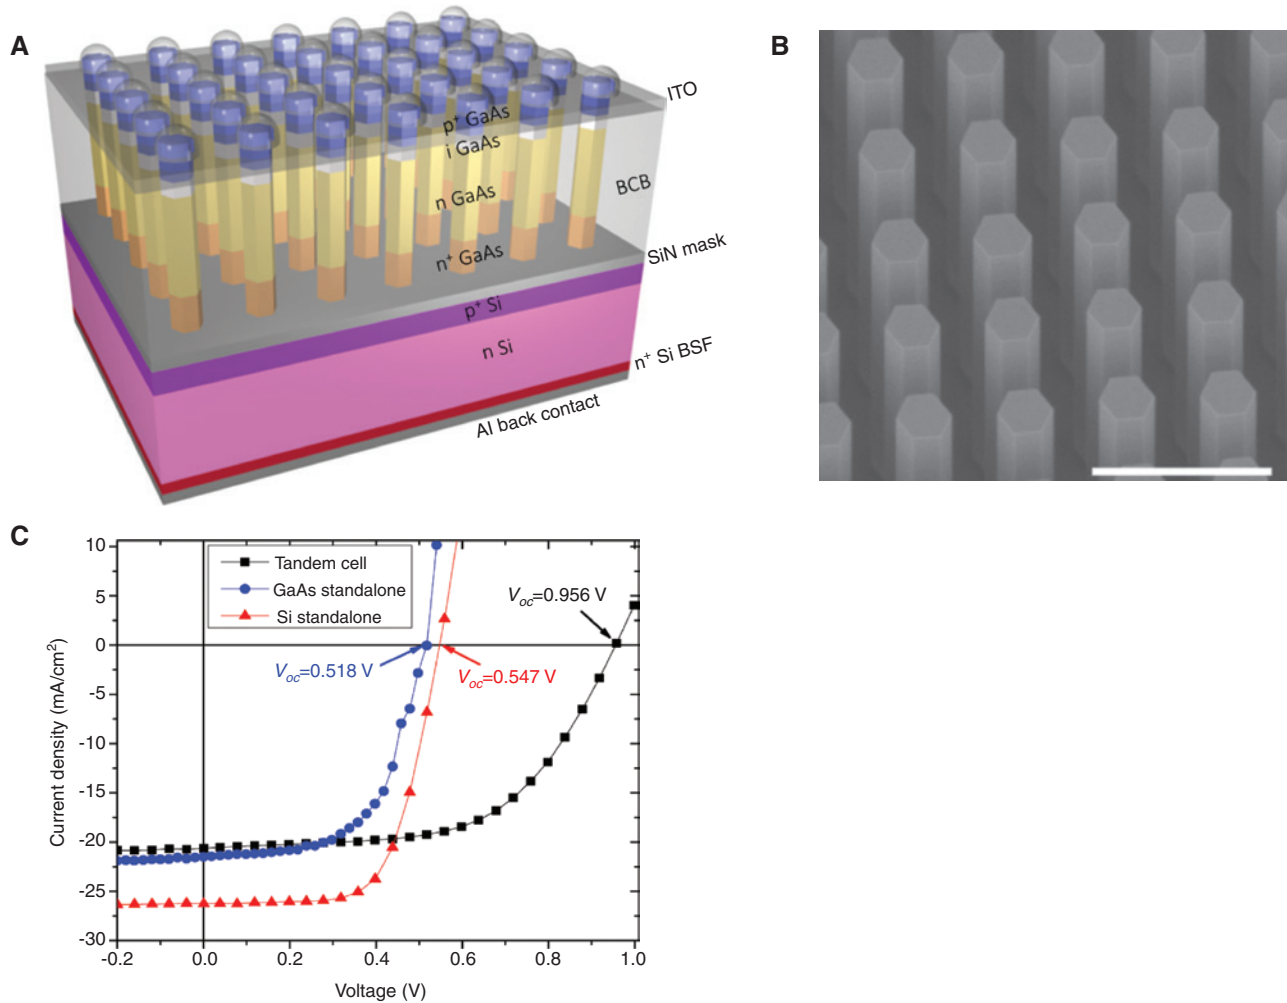 A
ITO
p⁺ GaAs
i GaAs
BCB
n GaAs
n⁺ GaAs
SiN mask
p⁺ Si
n Si
n⁺ Si BSF
Al back contact
B
C
10
5
0
-5
-10
-15
-20
-25
-30
Current density (mA/cm²)
Tandem cell
GaAs standalone
Si standalone
Voc=0.956 V
Voc=0.518 V
Voc=0.547 V
-0.2
0.0
0.2
0.4
0.6
0.8
1.0
Voltage (V)